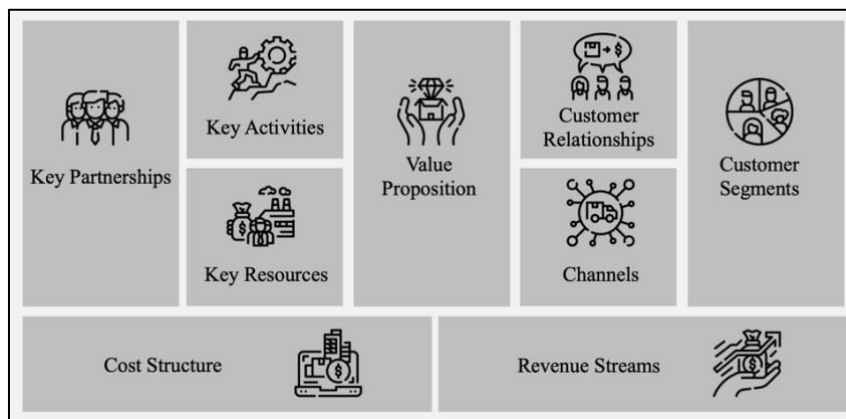 Key Partnerships
Key Activities
Key Resources
Value
Proposition
Customer
Relationships
Channels
Customer
Segments
Cost Structure
Revenue Streams